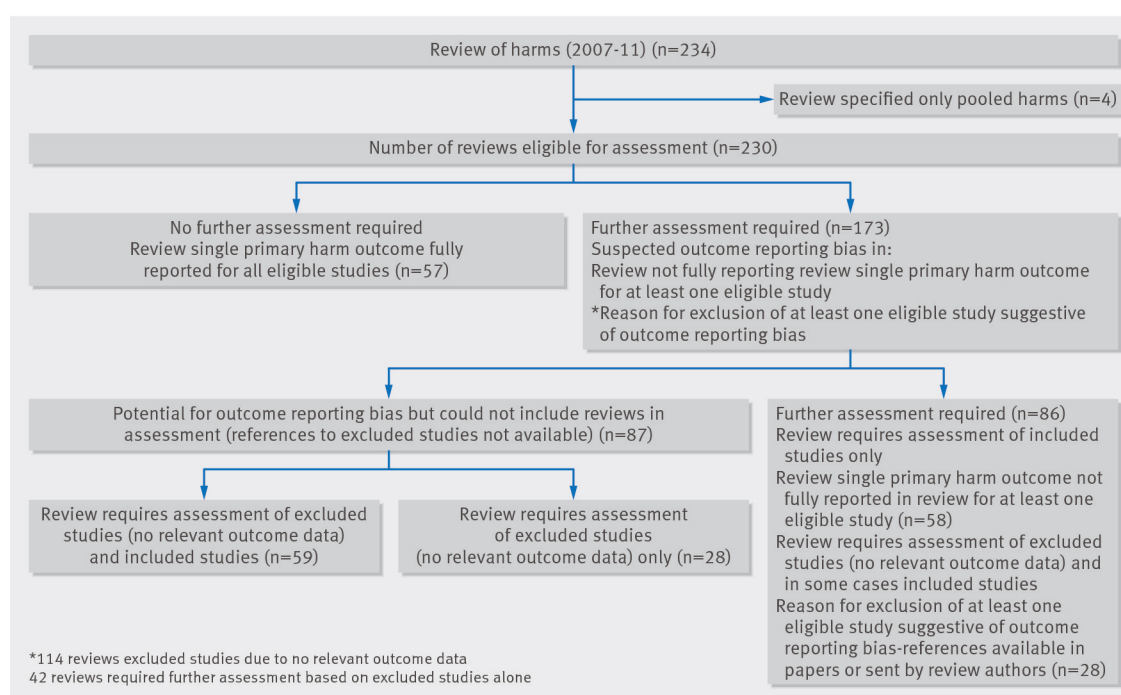 Review of harms (2007-11) (n=234)
Review specified only pooled harms (n=4)
Number of reviews eligible for assessment (n=230)
No further assessment required
Review single primary harm outcome fully
reported for all eligible studies (n=57)
Further assessment required (n=173)
Suspected outcome reporting bias in:
Review not fully reporting review single primary harm outcome
for at least one eligible study
*Reason for exclusion of at least one eligible study suggestive
of outcome reporting bias
Potential for outcome reporting bias but could not include reviews in
assessment (references to excluded studies not available) (n=87)
Review requires assessment of excluded
studies (no relevant outcome data)
and included studies (n=59)
Review requires assessment
of excluded studies
(no relevant outcome data) only (n=28)
Further assessment required (n=86)
Review requires assessment of included
studies only
Review single primary harm outcome not
fully reported in review for at least one
eligible study (n=58)
Review requires assessment of excluded
studies (no relevant outcome data) and
in some cases included studies
Reason for exclusion of at least one
eligible study suggestive of outcome
reporting bias-references available in
papers or sent by review authors (n=28)
*114 reviews excluded studies due to no relevant outcome data
42 reviews required further assessment based on excluded studies alone